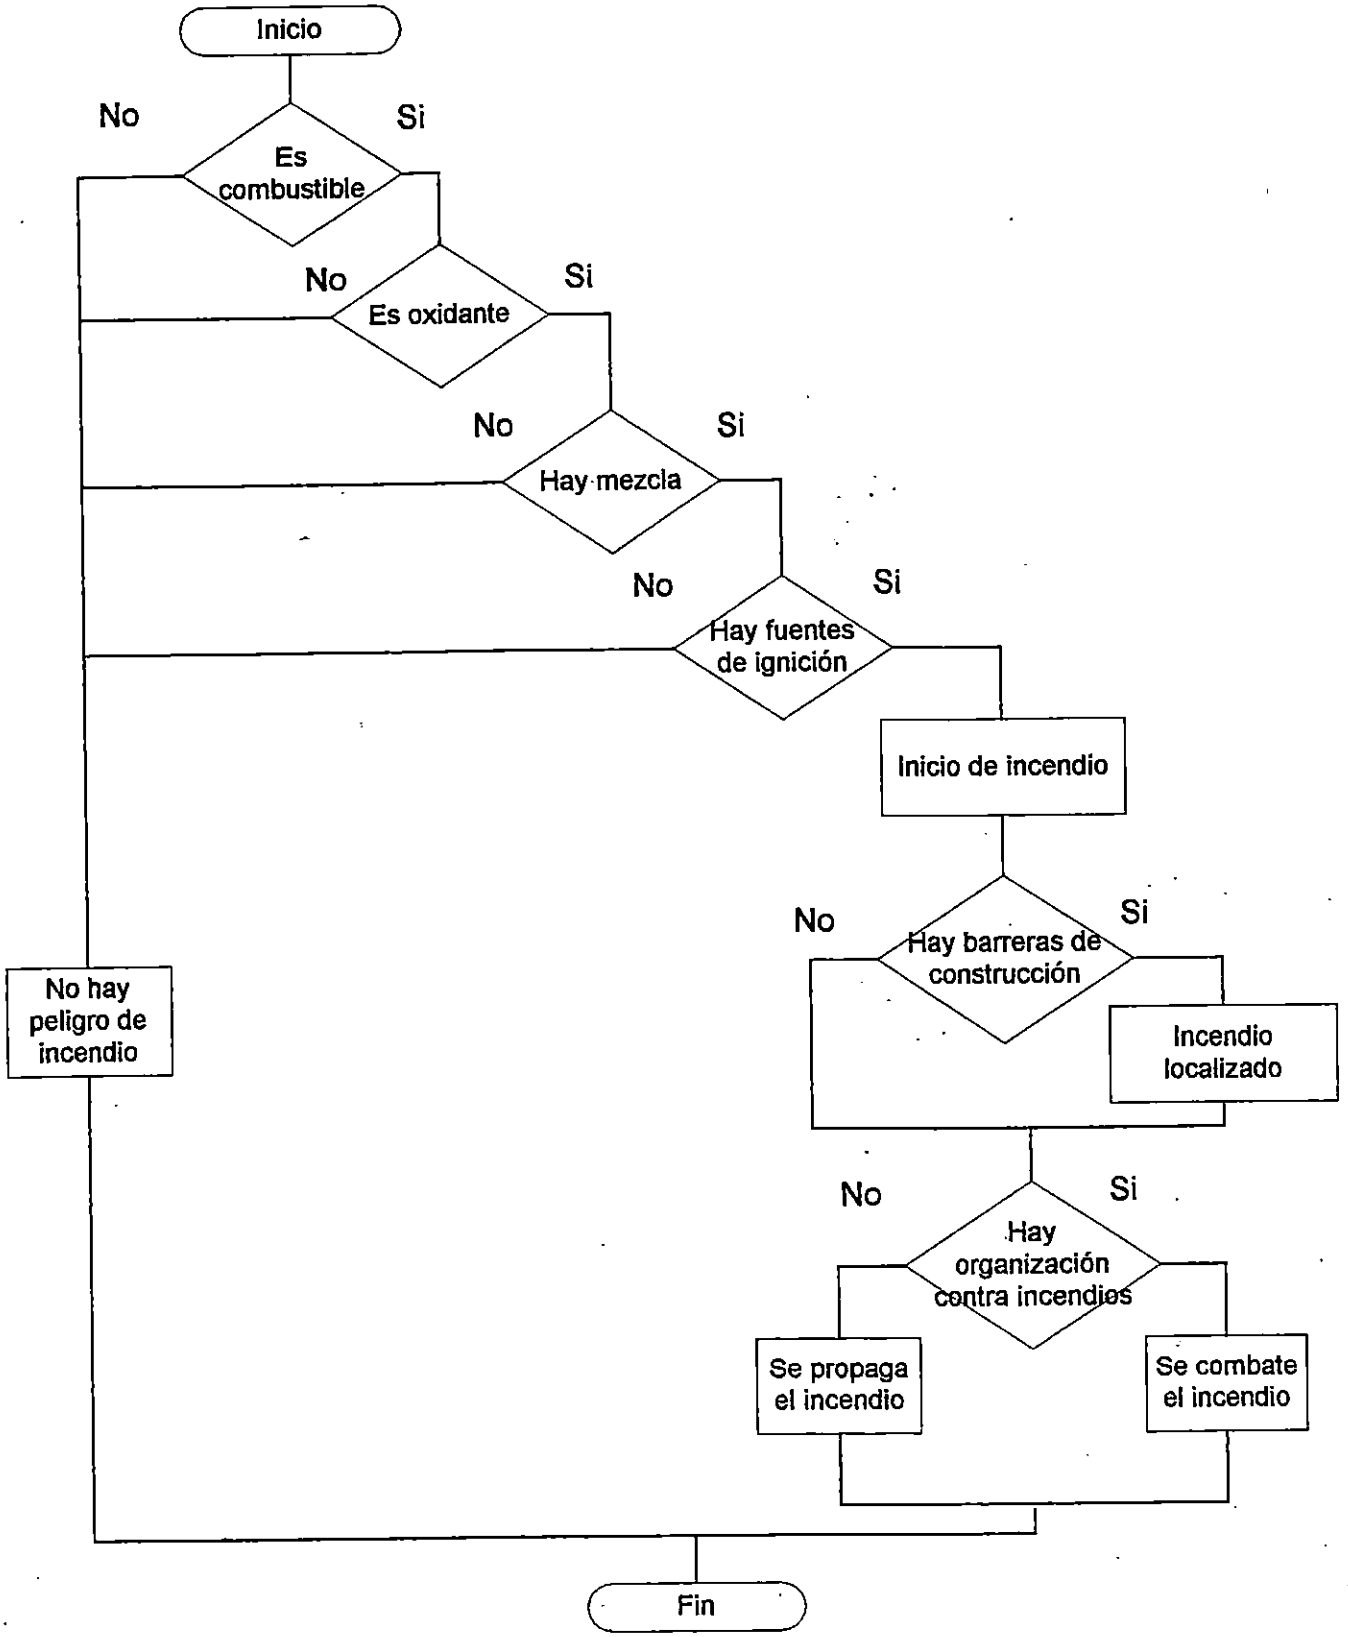 Inicio
No
Si
Es
combustible
No
Si
Es oxidante
No
Si
Hay mezcla
No
Si
Hay fuentes
de ignición
Inicio de incendio
No
Si
Hay barreras de
construcción
No hay
peligro de
incendio
Incendio
localizado
No
Si
Hay
organización
contra incendios
Se propaga
el incendio
Se combate
el incendio
Fin